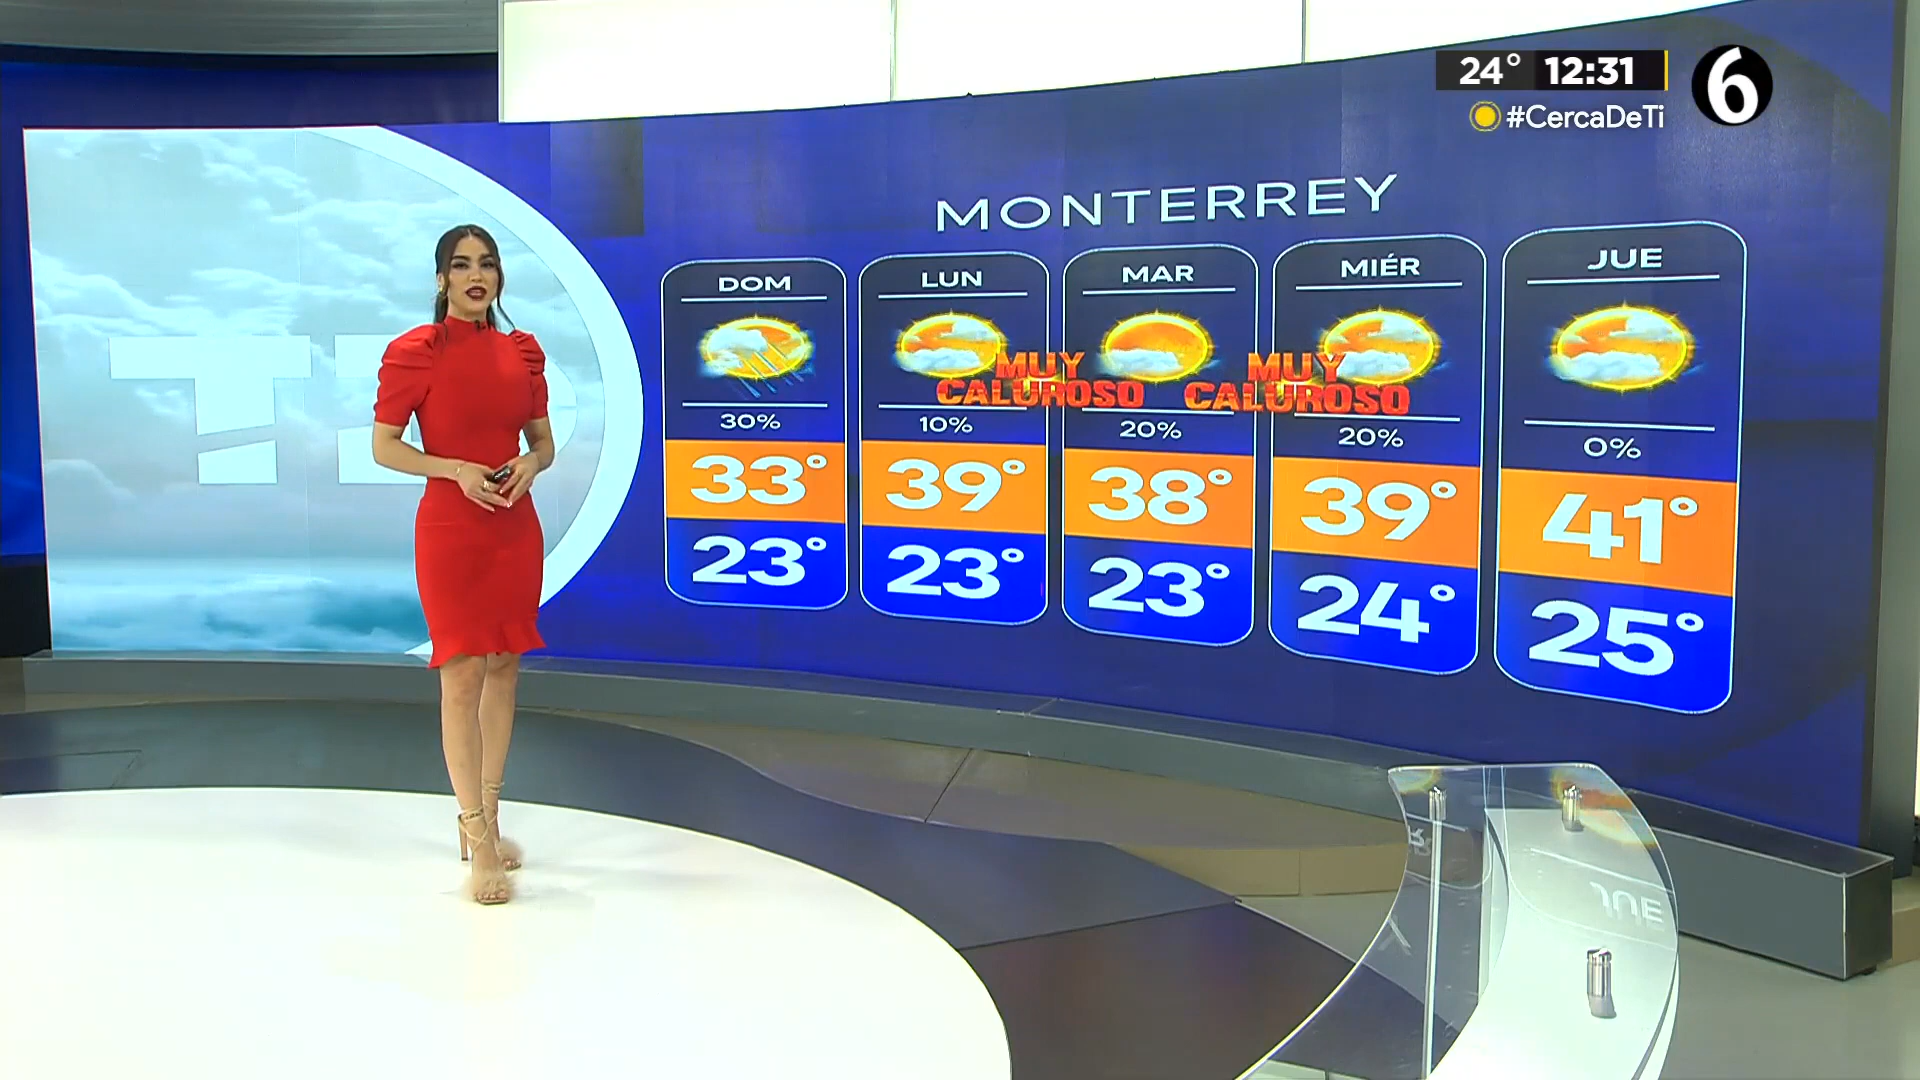 24° 12:31
6
#CercaDeTi
MONTERREY
DOM
LUN
MAR
MIÉR
JUE
MUY
CALUROSO
MUY
CALUROSO
30%
10%
20%
20%
0%
33°
39°
38°
39°
41°
23°
23°
23°
24°
25°